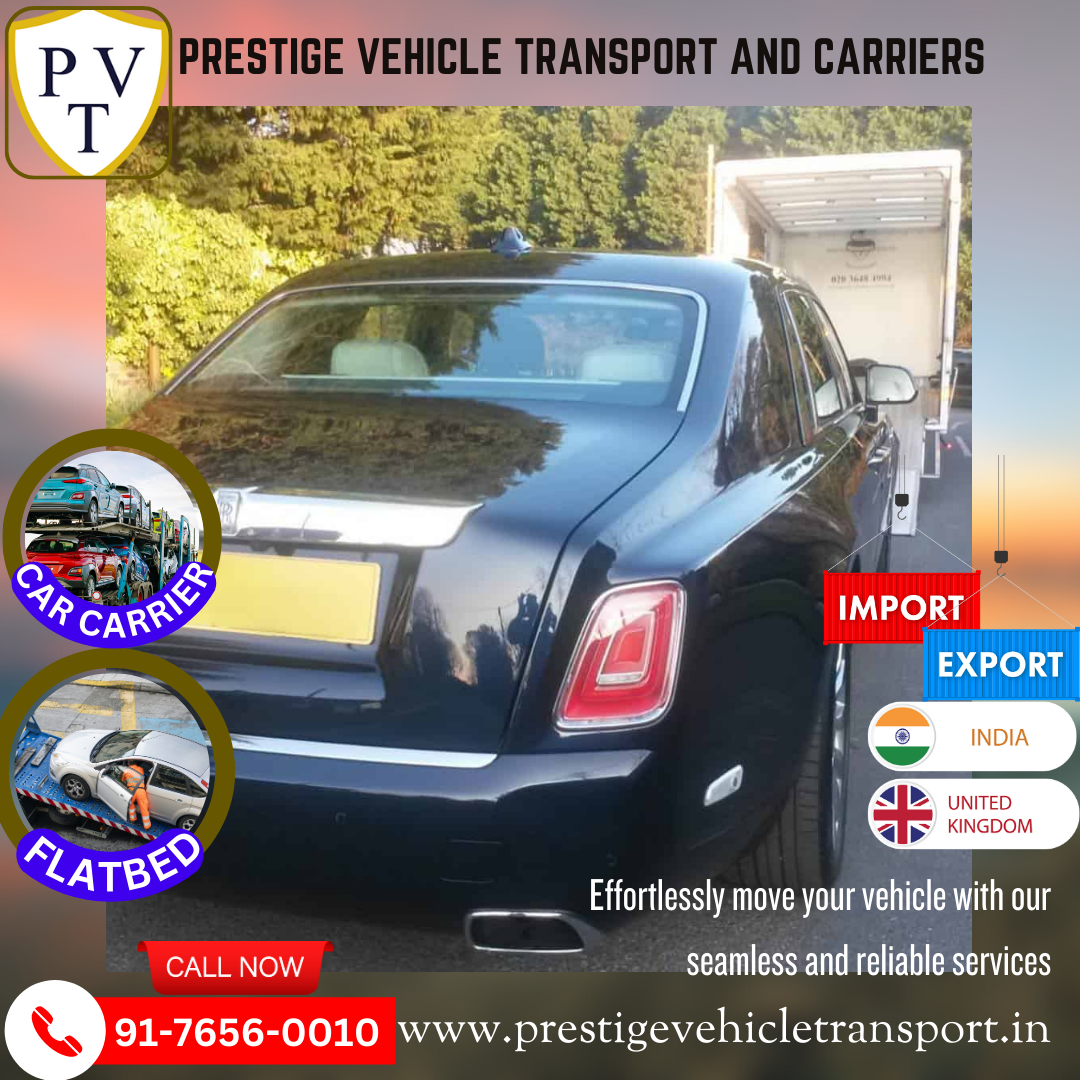 P V
T
PRESTIGE VEHICLE TRANSPORT AND CARRIERS
CAR CARRIER
IMPORT
EXPORT
INDIA
UNITED
KINGDOM
FLATBED
Effortlessly move your vehicle with our
seamless and reliable services
CALL NOW
91-7656-0010
www.prestigevehicletransport.in